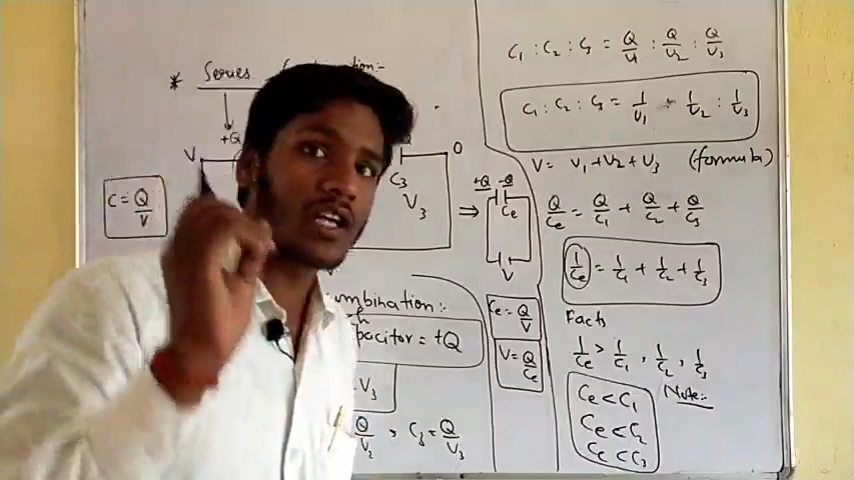 * Series Combination:-
+Q
V
0
C = Q/V
C3
V3
⇒
+Q -Q
Ce
V
Ce = Q/V
V = Q/Ce
mbination:-
pacitor = +Q
V3
Q/V2 , C3 = Q/V3
C1 : C2 : C3 = Q/V1 : Q/V2 : Q/V3
C1 : C2 : C3 = 1/V1 : 1/V2 : 1/V3
V = V1 + V2 + V3 (formula)
Q/Ce = Q/C1 + Q/C2 + Q/C3
1/Ce = 1/C1 + 1/C2 + 1/C3
Facts
1/Ce > 1/C1 , 1/C2 , 1/C3
Note:-
Ce < C1
Ce < C2
Ce < C3